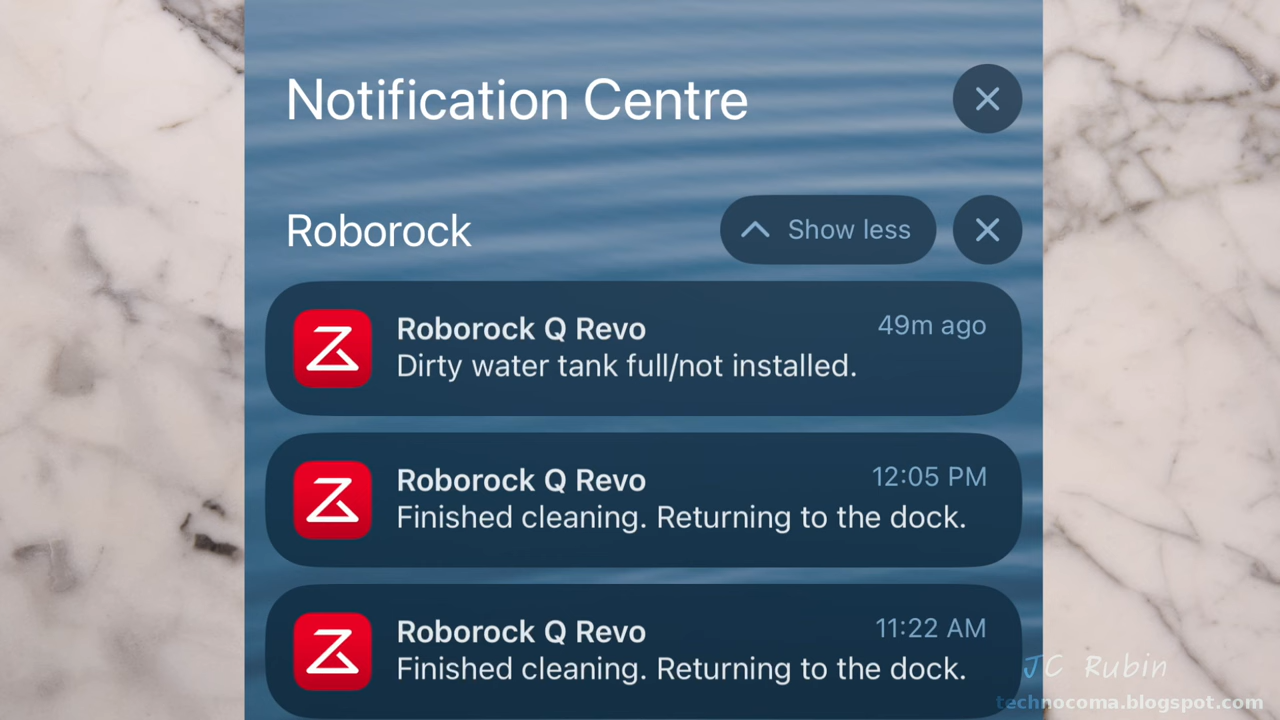 Notification Centre
Roborock
Show less
Roborock Q Revo
49m ago
Dirty water tank full/not installed.
Roborock Q Revo
12:05 PM
Finished cleaning. Returning to the dock.
Roborock Q Revo
11:22 AM
Finished cleaning. Returning to the dock.
JC Rubin
technocoma.blogspot.com